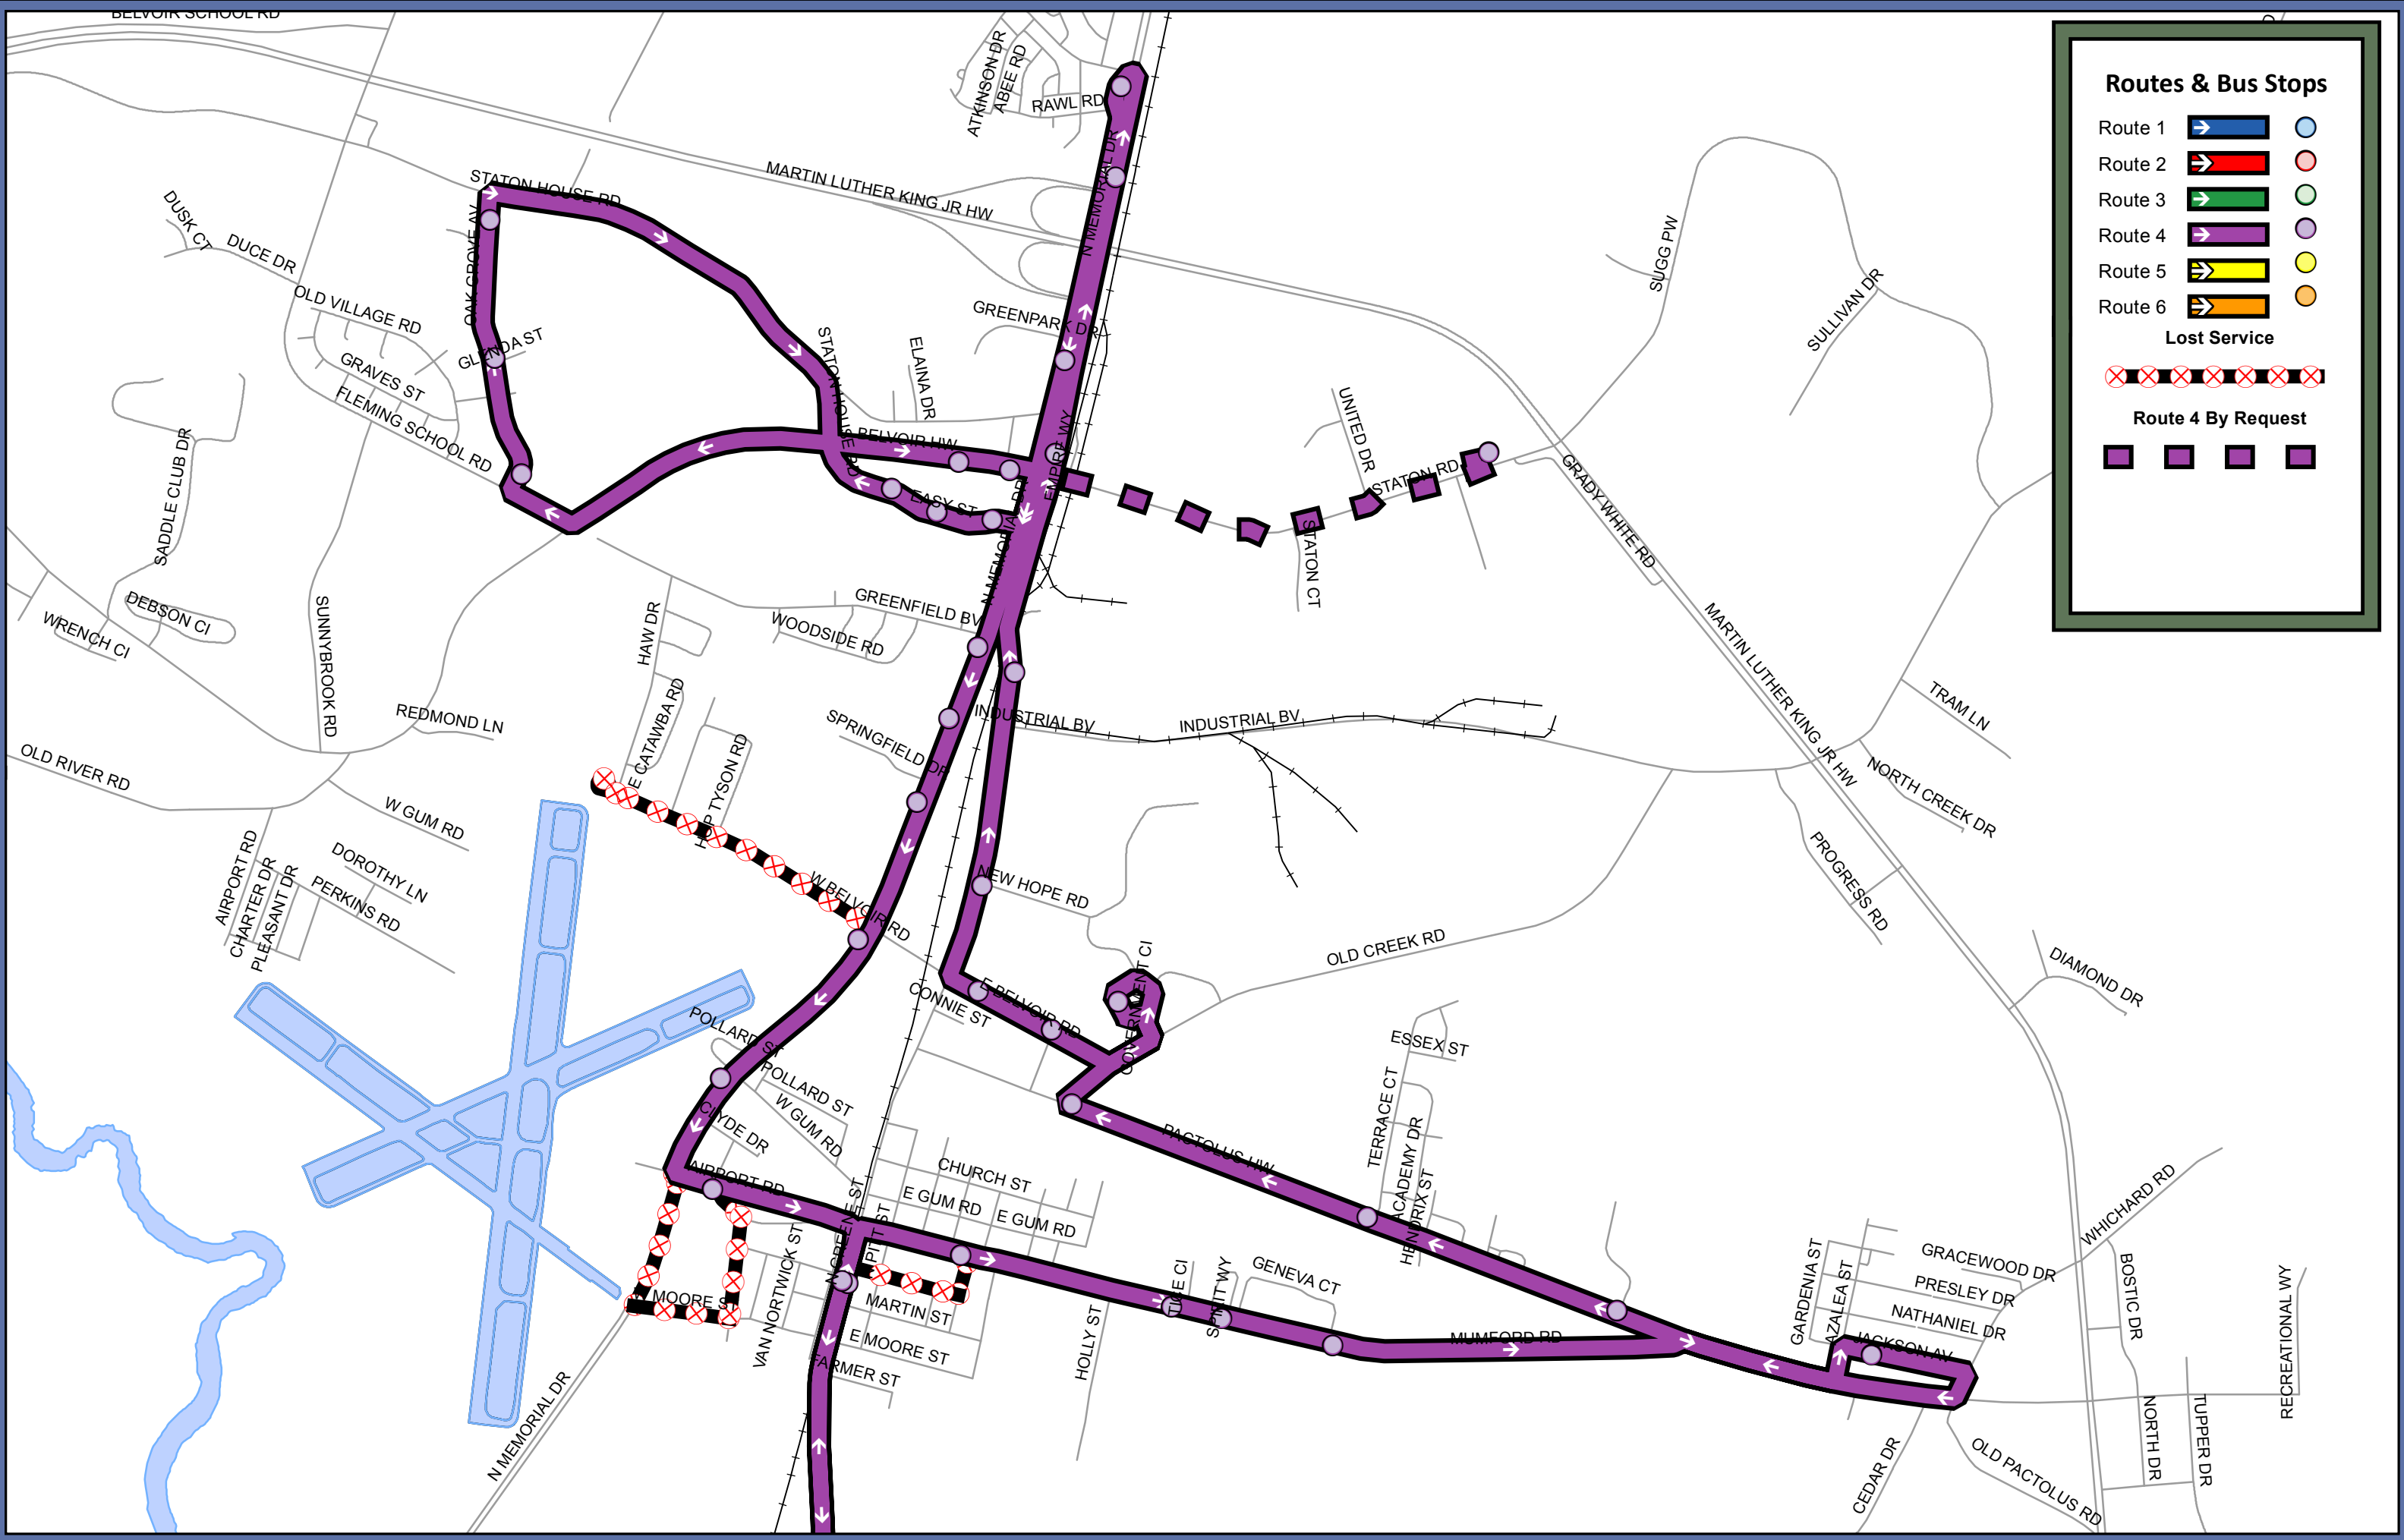 BELVOIR SCHOOL RD
ATKINSON DR
ABEE RD
RAWL RD
Routes & Bus Stops
Route 1
Route 2
Route 3
Route 4
Route 5
Route 6
Lost Service
Route 4 By Request
STATON HOUSE RD
MARTIN LUTHER KING JR HW
N MEMORIAL DR
DUSK CT
DUCE DR
OAK GROVE AV
OLD VILLAGE RD
GLENDA ST
GRAVES ST
FLEMING SCHOOL RD
STATON HOUSE RD
ELAINA DR
GREENPARK DR
SUGG PW
SULLIVAN DR
BELVOIR HW
EMPIRE WY
UNITED DR
STATON RD
GRADY WHITE RD
SADDLE CLUB DR
EASY ST
N MEMORIAL DR
STATON CT
DEBSON CI
WRENCH CI
SUNNYBROOK RD
HAW DR
GREENFIELD BV
WOODSIDE RD
MARTIN LUTHER KING JR HW
TRAM LN
REDMOND LN
E CATAWBA RD
SPRINGFIELD DR
INDUSTRIAL BV
INDUSTRIAL BV
OLD RIVER RD
W GUM RD
TYSON RD
NORTH CREEK DR
AIRPORT RD
CHARTER DR
PLEASANT DR
DOROTHY LN
PERKINS RD
W BELVOIR RD
NEW HOPE RD
PROGRESS RD
OLD CREEK RD
DIAMOND DR
CONNIE ST
E BELVOIR RD
GOVERNMENT CI
POLLARD ST
POLLARD ST
W GUM RD
CLYDE DR
ESSEX ST
TERRACE CT
ACADEMY DR
HENDRIX ST
PACTOLUS HW
AIRPORT RD
CHURCH ST
E GUM RD
E GUM RD
N GREENE ST
PITT ST
VAN NORTWICK ST
MOORE ST
MARTIN ST
E MOORE ST
FARMER ST
HOLLY ST
SPIRIT WY
GENEVA CT
MUMFORD RD
WHICHARD RD
GRACEWOOD DR
PRESLEY DR
NATHANIEL DR
JACKSON AV
GARDENIA ST
AZALEA ST
BOSTIC DR
RECREATIONAL WY
NORTH DR
TUPPER DR
CEDAR DR
OLD PACTOLUS RD
N MEMORIAL DR